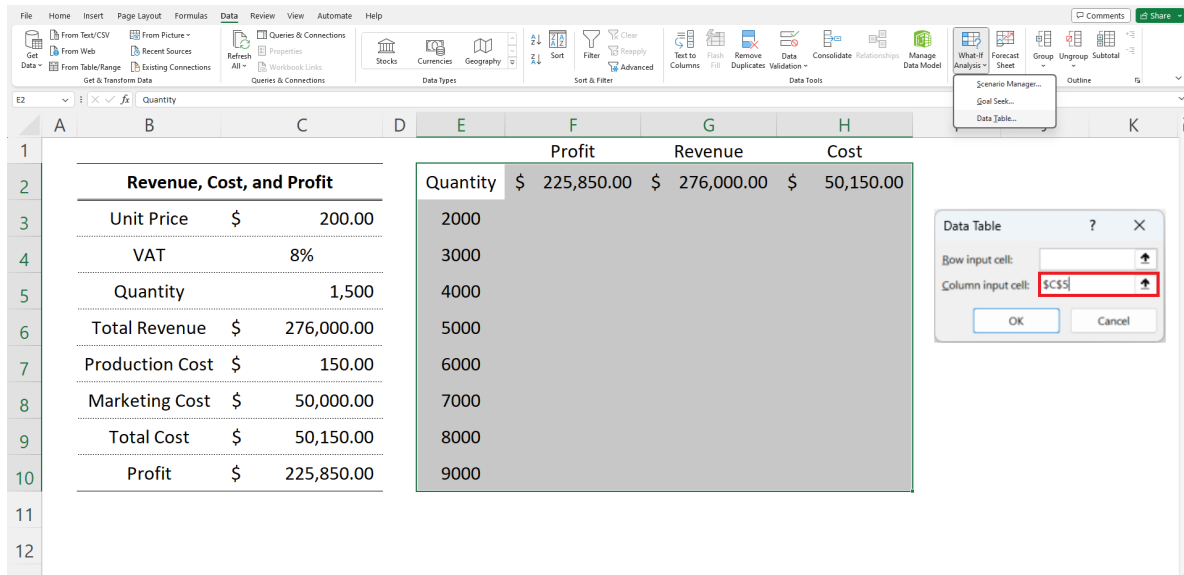 File Home Insert Page Layout Formulas Data Review View Automate Help Comments Share
Get Data
From Text/CSV
From Web
From Table/Range
From Picture
Recent Sources
Existing Connections
Get & Transform Data
Refresh All
Queries & Connections
Properties
Workbook Links
Queries & Connections
Stocks Currencies Geography
Data Types
Sort
Filter
Clear
Reapply
Advanced
Sort & Filter
Text to Columns
Flash Fill
Remove Duplicates
Data Validation
Consolidate
Relationships
Manage Data Model
Data Tools
What-If Analysis
Forecast Sheet
Scenario Manager...
Goal Seek...
Data Table...
Group Ungroup Subtotal
Outline
E2 fx Quantity
A B C D E F G H K
1 Profit Revenue Cost
2 Revenue, Cost, and Profit Quantity $ 225,850.00 $ 276,000.00 $ 50,150.00
3 Unit Price $ 200.00 2000
4 VAT 8% 3000
5 Quantity 1,500 4000
6 Total Revenue $ 276,000.00 5000
7 Production Cost $ 150.00 6000
8 Marketing Cost $ 50,000.00 7000
9 Total Cost $ 50,150.00 8000
10 Profit $ 225,850.00 9000
11
12
Data Table ?
Row input cell:
Column input cell: $C$5
OK Cancel